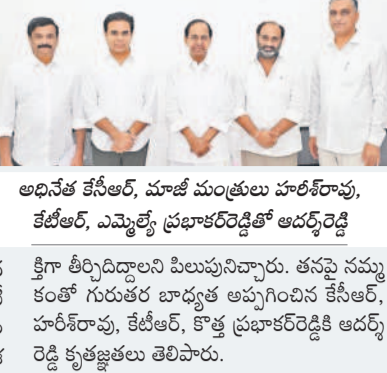 అధినేత కేసీఆర్, మాజీ మంత్రులు హరీశ్‌రావు,
కేటీఆర్, ఎమ్మెల్యే ప్రభాకర్‌రెడ్డితో ఆదర్శ్‌రెడ్డి
క్తిగా తీర్చిదిద్దాలని పిలుపునిచ్చారు. తనపై నమ్మ
కంతో గురుతర బాధ్యత అప్పగించిన కేసీఆర్,
హరీశ్‌రావు, కేటీఆర్, కొత్త ప్రభాకర్‌రెడ్డికి ఆదర్శ్
రెడ్డి కృతజ్ఞతలు తెలిపారు.